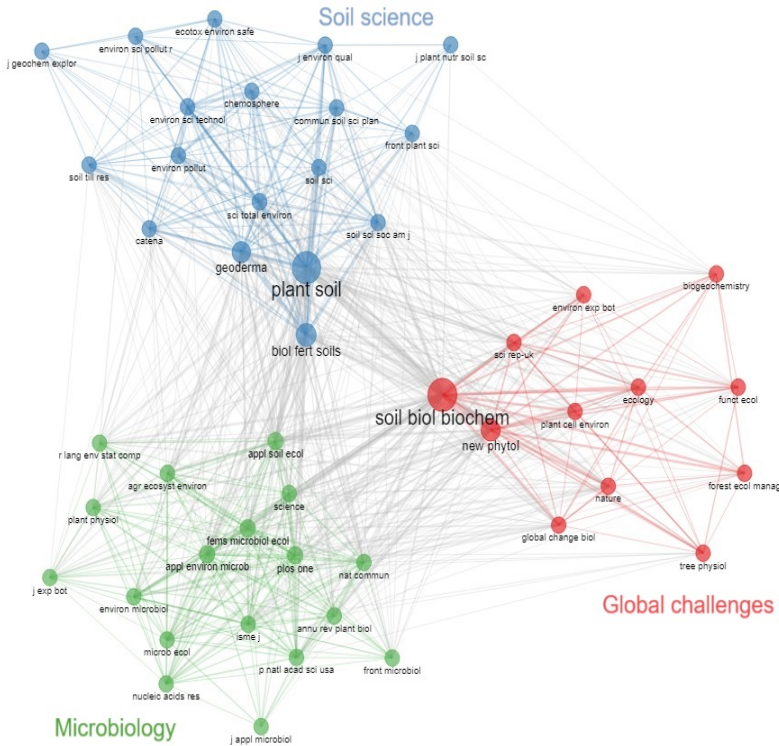 Soil science
ecotox environ safe
environ sci pollut r
j geochem explor
j environ qual
j plant nutr soil sc
chemosphere
environ sci technol
commun soil sci plan
front plant sci
environ pollut
soil till res
soil sci
sci total environ
catena
soil sci soc am j
geoderma
plant soil
biol fert soils
biogeochemistry
environ exp bot
sci rep-uk
ecology
funct ecol
soil biol biochem
plant cell environ
new phytol
forest ecol manag
nature
global change biol
tree physiol
Global challenges
appl soil ecol
r lang env stat comp
agr ecosyst environ
science
plant physiol
fems microbiol ecol
appl environ microb
plos one
nat commun
j exp bot
environ microbiol
annu rev plant biol
isme j
microb ecol
p natl acad sci usa
front microbiol
nucleic acids res
Microbiology
j appl microbiol